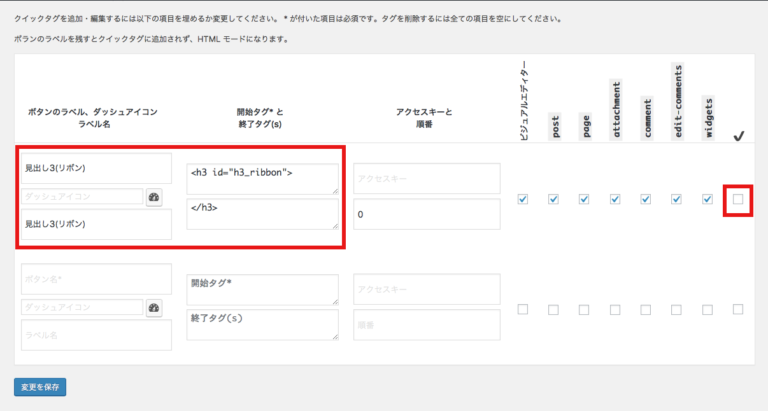 クイックタグを追加・編集するには以下の項目を埋めるか変更してください。 * が付いた項目は必須です。タグを削除するには全ての項目を空にしてください。
ボランのラベルを残すとクイックタグに追加されず、HTML モードになります。
ボタンのラベル、ダッシュアイコン
ラベル名
開始タグ* と
終了タグ(s)
アクセスキーと
順番
ビジュアルエディター
post
page
attachment
comment
edit-comments
widgets
見出し3(リボン)
ダッシュアイコン
見出し3(リボン)
<h3 id="h3_ribbon">
</h3>
アクセスキー
0
ボタン名*
ダッシュアイコン
ラベル名
開始タグ*
終了タグ(s)
アクセスキー
順番
変更を保存